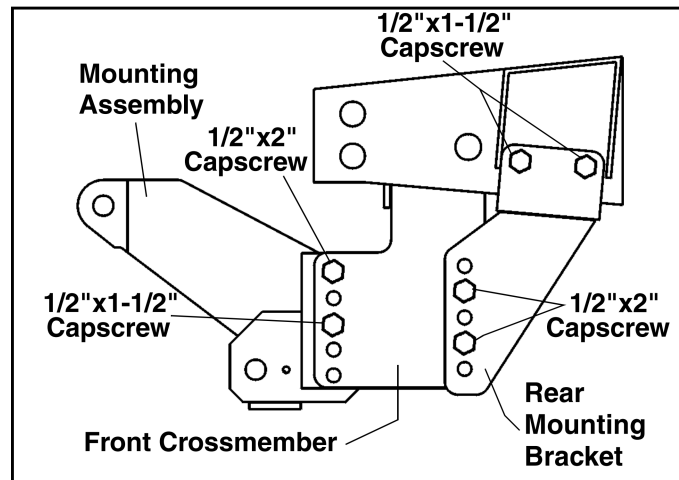 1/2"x1-1/2"
Capscrew
Mounting
Assembly
1/2"x2"
Capscrew
1/2"x1-1/2"
Capscrew
1/2"x2"
Capscrew
Front Crossmember
Rear
Mounting
Bracket